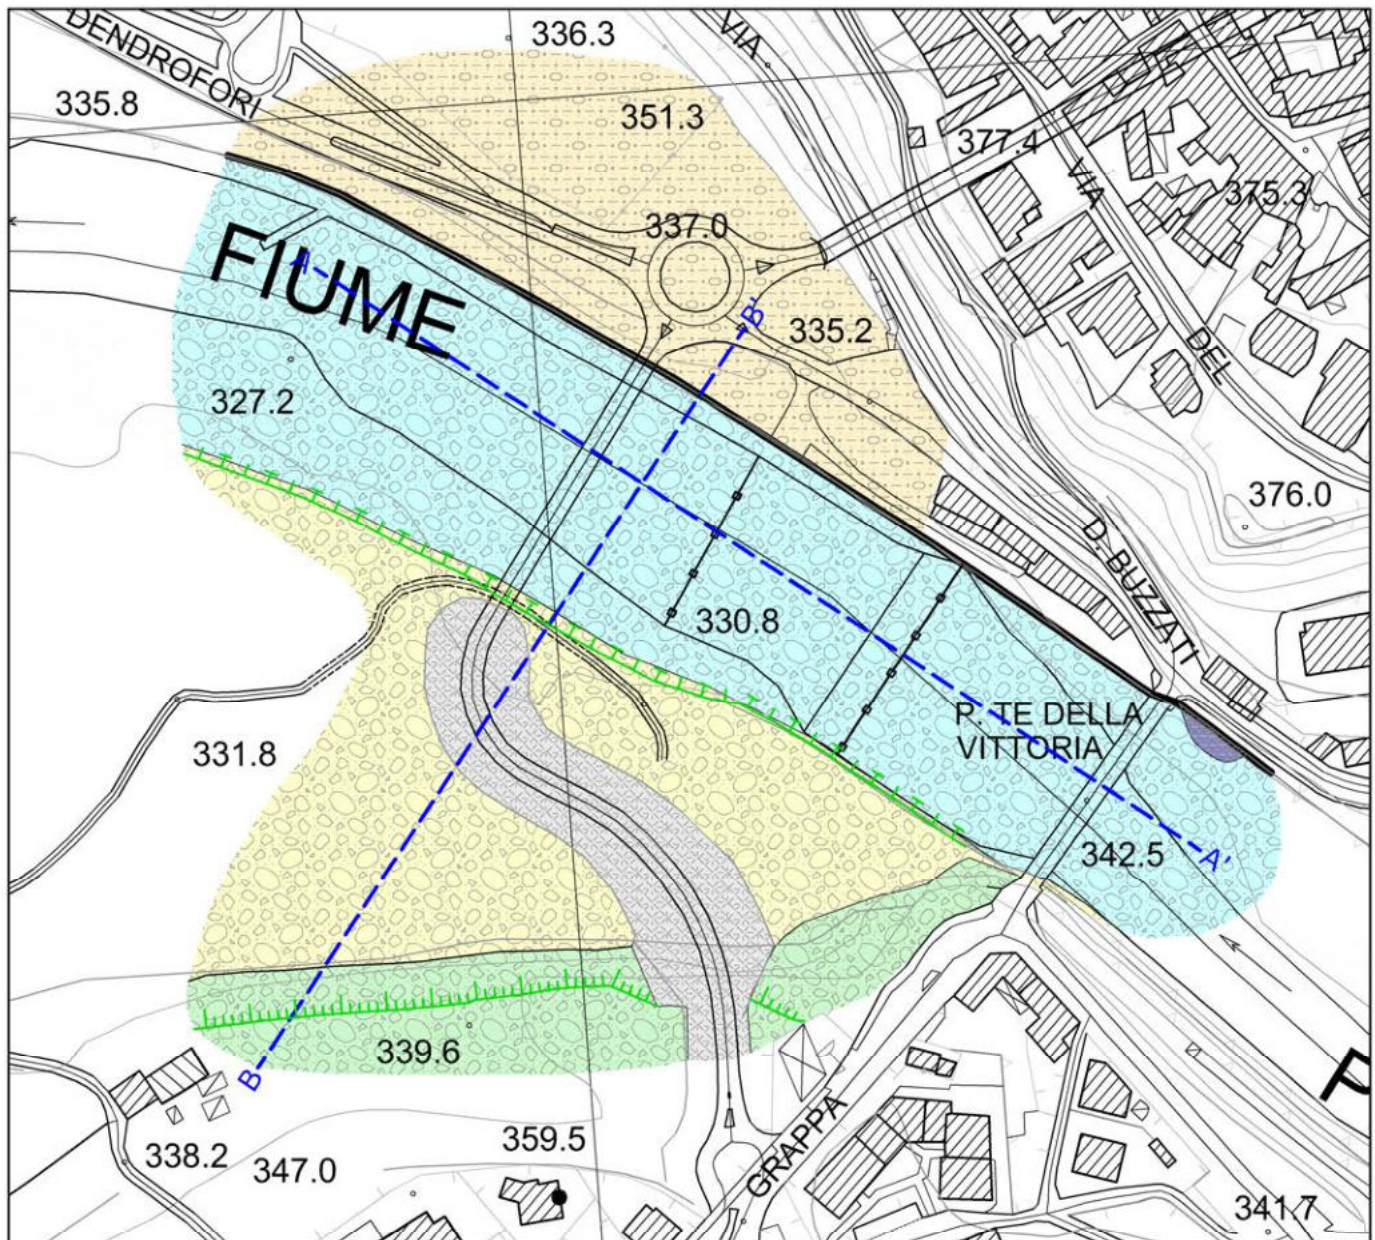 DENDROFORI
336.3
VIA
335.8
351.3
377.4
VIA
375.3
337.0
FIUME
A
B'
335.2
DEL
327.2
376.0
D. BUZZATI
330.8
P. TE DELLA
VITTORIA
331.8
342.5
A'
339.6
B
P
GRAPPA
359.5
338.2
347.0
341.7